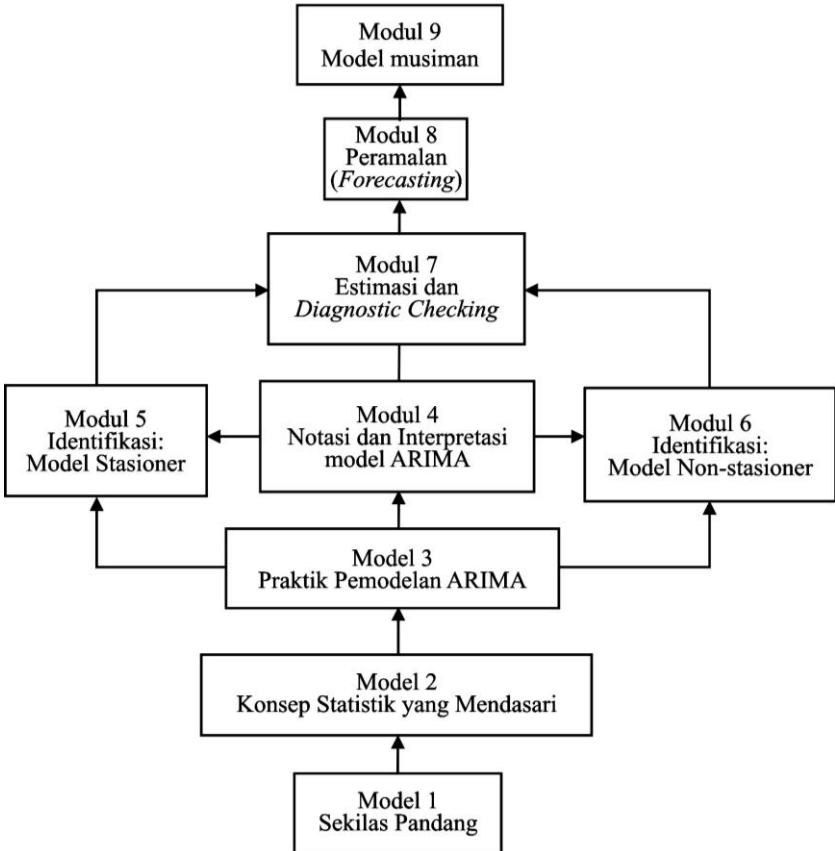 Modul 9
Model musiman
Modul 8
Peramalan
(Forecasting)
Modul 7
Estimasi dan
Diagnostic Checking
Modul 5
Identifikasi:
Model Stasioner
Modul 4
Notasi dan Interpretasi
model ARIMA
Modul 6
Identifikasi:
Model Non-stasioner
Model 3
Praktik Pemodelan ARIMA
Model 2
Konsep Statistik yang Mendasari
Model 1
Sekilas Pandang